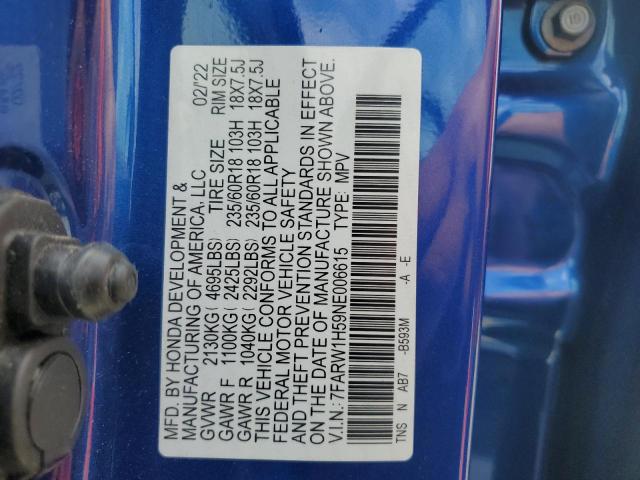 MFD. BY HONDA DEVELOPMENT & 02/22
MANUFACTURING OF AMERICA, LLC
GVWR 2130KG( 4695LBS) TIRE SIZE RIM SIZE
GAWR F 1100KG( 2425LBS) 235/60R18 103H 18X7.5J
GAWR R 1040KG( 2292LBS) 235/60R18 103H 18X7.5J
THIS VEHICLE CONFORMS TO ALL APPLICABLE
FEDERAL MOTOR VEHICLE SAFETY
AND THEFT PREVENTION STANDARDS IN EFFECT
ON THE DATE OF MANUFACTURE SHOWN ABOVE.
V.I.N.: 7FARW1H59NE006615 TYPE: MPV
TNS N AB7 -B593M -A -E